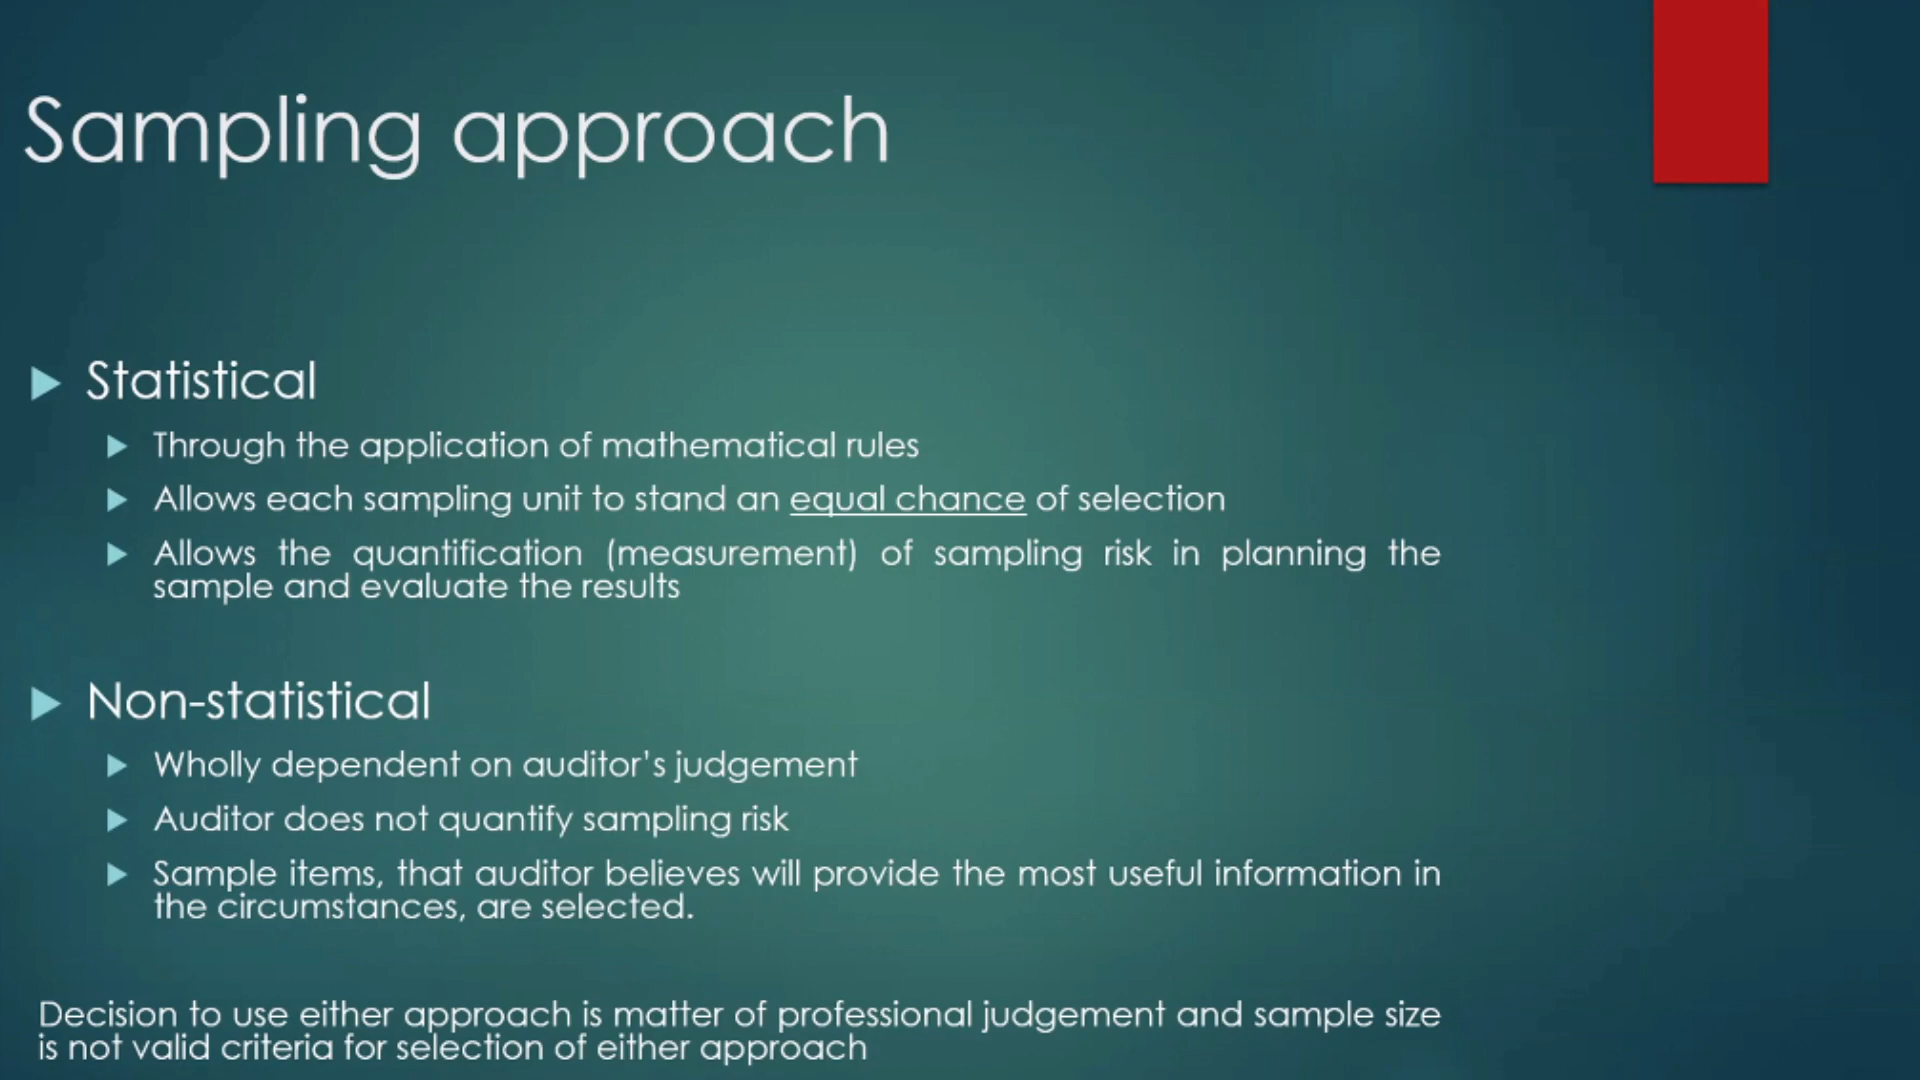 Sampling approach
Statistical
Through the application of mathematical rules
Allows each sampling unit to stand an equal chance of selection
Allows the quantification (measurement) of sampling risk in planning the
sample and evaluate the results
Non-statistical
Wholly dependent on auditor's judgement
Auditor does not quantify sampling risk
Sample items, that auditor believes will provide the most useful information in
the circumstances, are selected.
Decision to use either approach is matter of professional judgement and sample size
is not valid criteria for selection of either approach